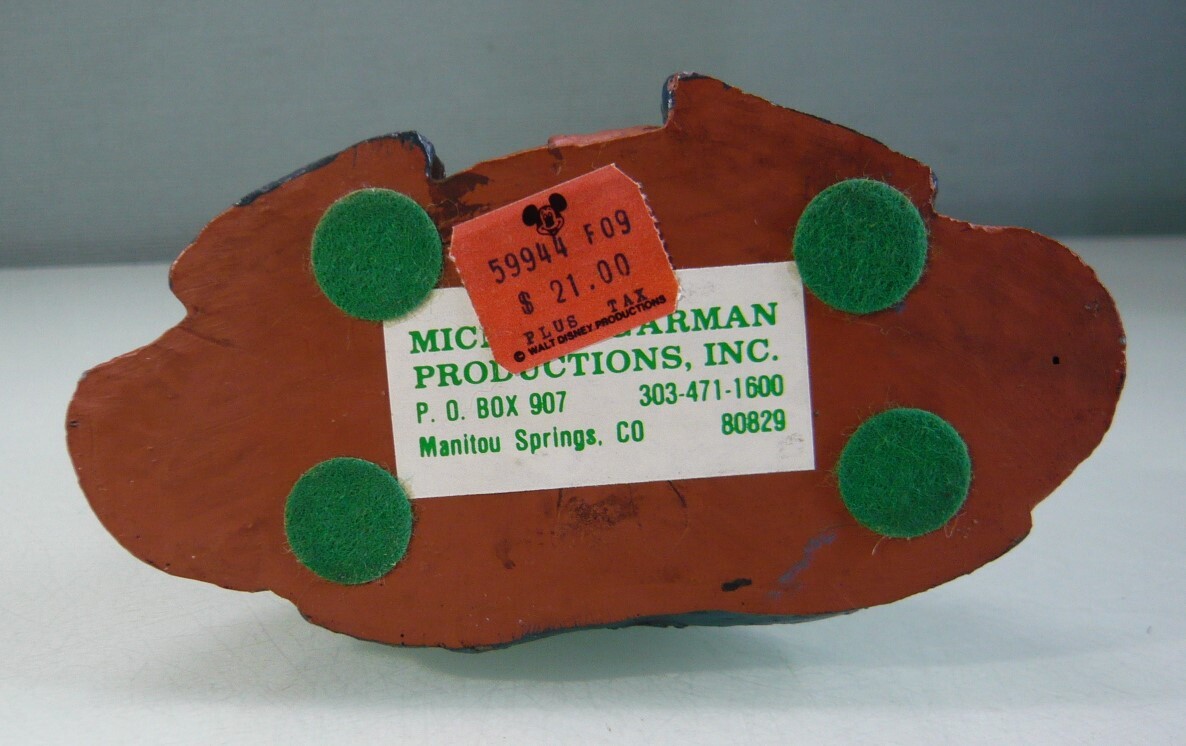 59944 F09
$ 21.00
PLUS TAX
© WALT DISNEY PRODUCTIONS
PRODUCTIONS, INC.
P. O. BOX 907 303-471-1600
Manitou Springs, CO 80829